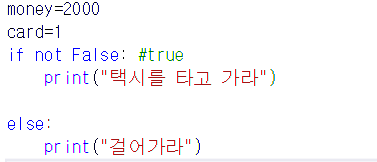 money=2000
card=1
if not False: #true
    print("택시를 타고 가라")
else:
    print("걸어가라")